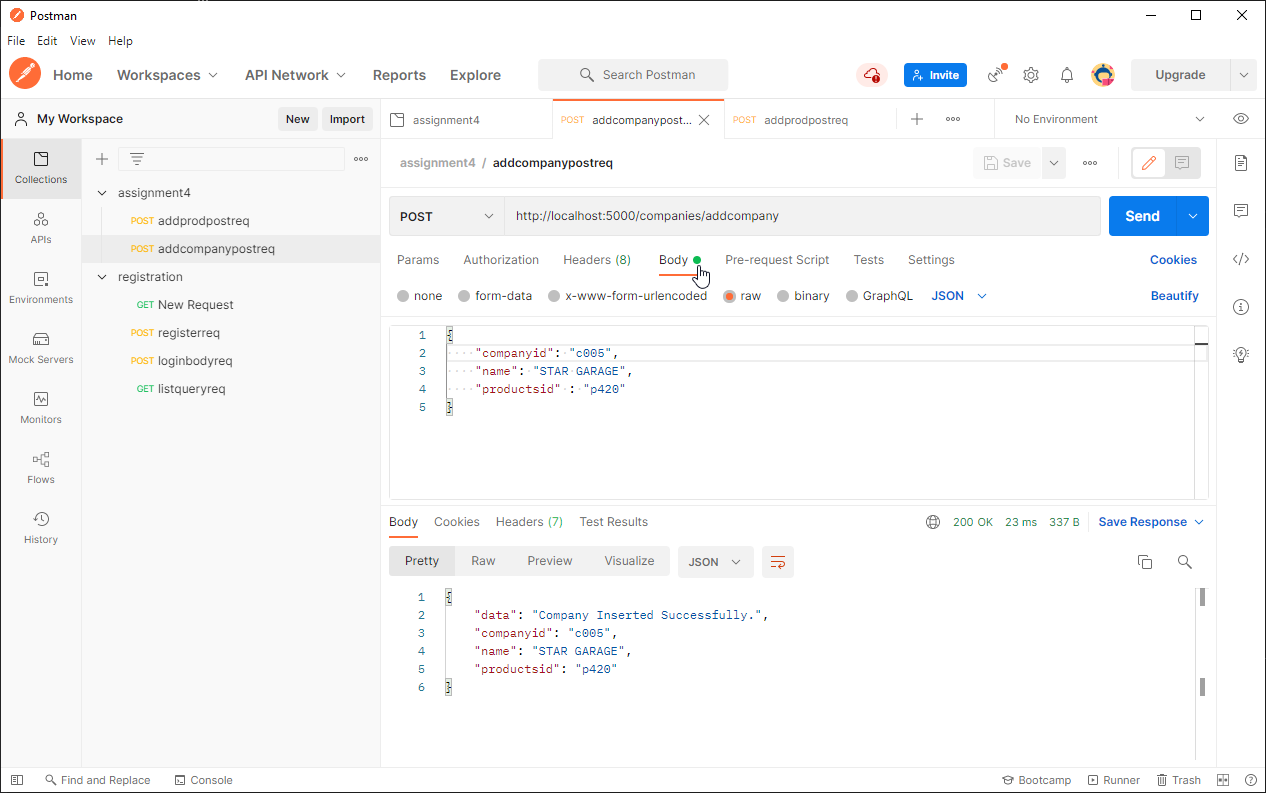 Postman
File Edit View Help
Home Workspaces API Network Reports Explore Search Postman Invite Upgrade
My Workspace New Import assignment4 POST addcompanypost... POST addprodpostreq No Environment
Collections
APIs
Environments
Mock Servers
Monitors
Flows
History
assignment4
POST addprodpostreq
POST addcompanypostreq
registration
GET New Request
POST registerreq
POST loginbodyreq
GET listqueryreq
assignment4 / addcompanypostreq Save
POST http://localhost:5000/companies/addcompany Send
Params Authorization Headers (8) Body Pre-request Script Tests Settings Cookies
none form-data x-www-form-urlencoded raw binary GraphQL JSON Beautify
1 {
2 "companyid": "c005",
3 "name": "STAR GARAGE",
4 "productsid" : "p420"
5 }
Body Cookies Headers (7) Test Results 200 OK 23 ms 337 B Save Response
Pretty Raw Preview Visualize JSON
1 {
2 "data": "Company Inserted Successfully.",
3 "companyid": "c005",
4 "name": "STAR GARAGE",
5 "productsid": "p420"
6 }
Find and Replace Console Bootcamp Runner Trash